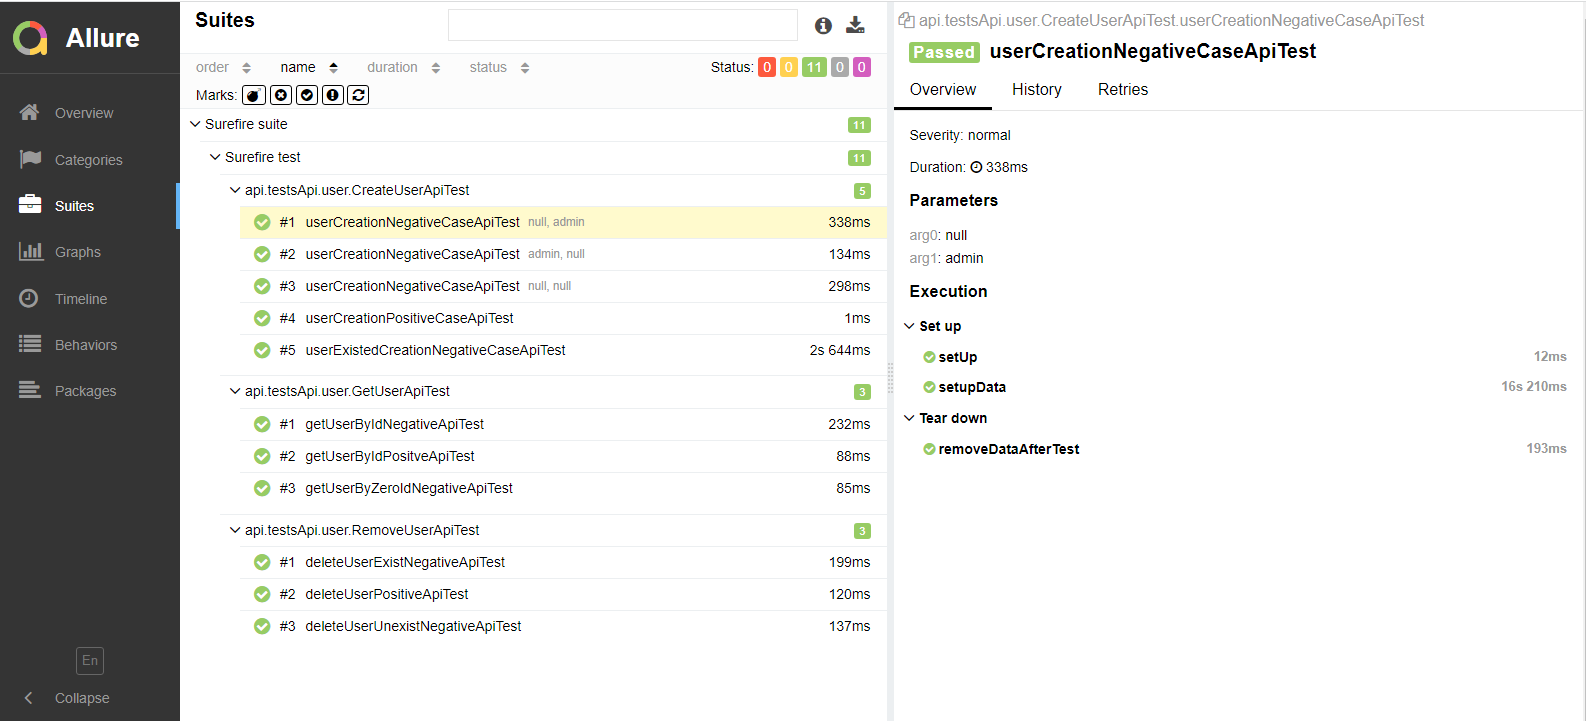 Allure
Overview
Categories
Suites
Graphs
Timeline
Behaviors
Packages
En
Collapse
Suites
order name duration status Status: 0 0 11 0 0
Marks:
Surefire suite 11
Surefire test 11
api.testsApi.user.CreateUserApiTest 5
#1 userCreationNegativeCaseApiTest null, admin 338ms
#2 userCreationNegativeCaseApiTest admin, null 134ms
#3 userCreationNegativeCaseApiTest null, null 298ms
#4 userCreationPositiveCaseApiTest 1ms
#5 userExistedCreationNegativeCaseApiTest 2s 644ms
api.testsApi.user.GetUserApiTest 3
#1 getUserByIdNegativeApiTest 232ms
#2 getUserByIdPositveApiTest 88ms
#3 getUserByZeroIdNegativeApiTest 85ms
api.testsApi.user.RemoveUserApiTest 3
#1 deleteUserExistNegativeApiTest 199ms
#2 deleteUserPositiveApiTest 120ms
#3 deleteUserUnexistNegativeApiTest 137ms
api.testsApi.user.CreateUserApiTest.userCreationNegativeCaseApiTest
Passed userCreationNegativeCaseApiTest
Overview History Retries
Severity: normal
Duration: 338ms
Parameters
arg0: null
arg1: admin
Execution
Set up
setUp 12ms
setupData 16s 210ms
Tear down
removeDataAfterTest 193ms